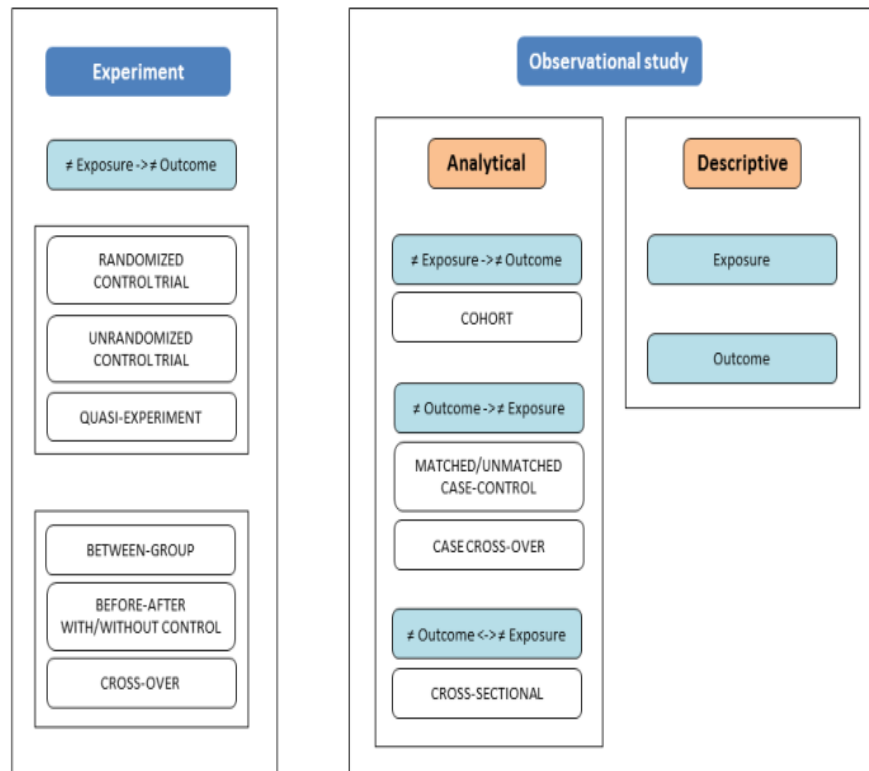 Experiment
≠ Exposure -> ≠ Outcome
RANDOMIZED
CONTROL TRIAL
UNRANDOMIZED
CONTROL TRIAL
QUASI-EXPERIMENT
BETWEEN-GROUP
BEFORE-AFTER
WITH/WITHOUT CONTROL
CROSS-OVER
Observational study
Analytical
≠ Exposure -> ≠ Outcome
COHORT
≠ Outcome -> ≠ Exposure
MATCHED/UNMATCHED
CASE-CONTROL
CASE CROSS-OVER
≠ Outcome <-> ≠ Exposure
CROSS-SECTIONAL
Descriptive
Exposure
Outcome